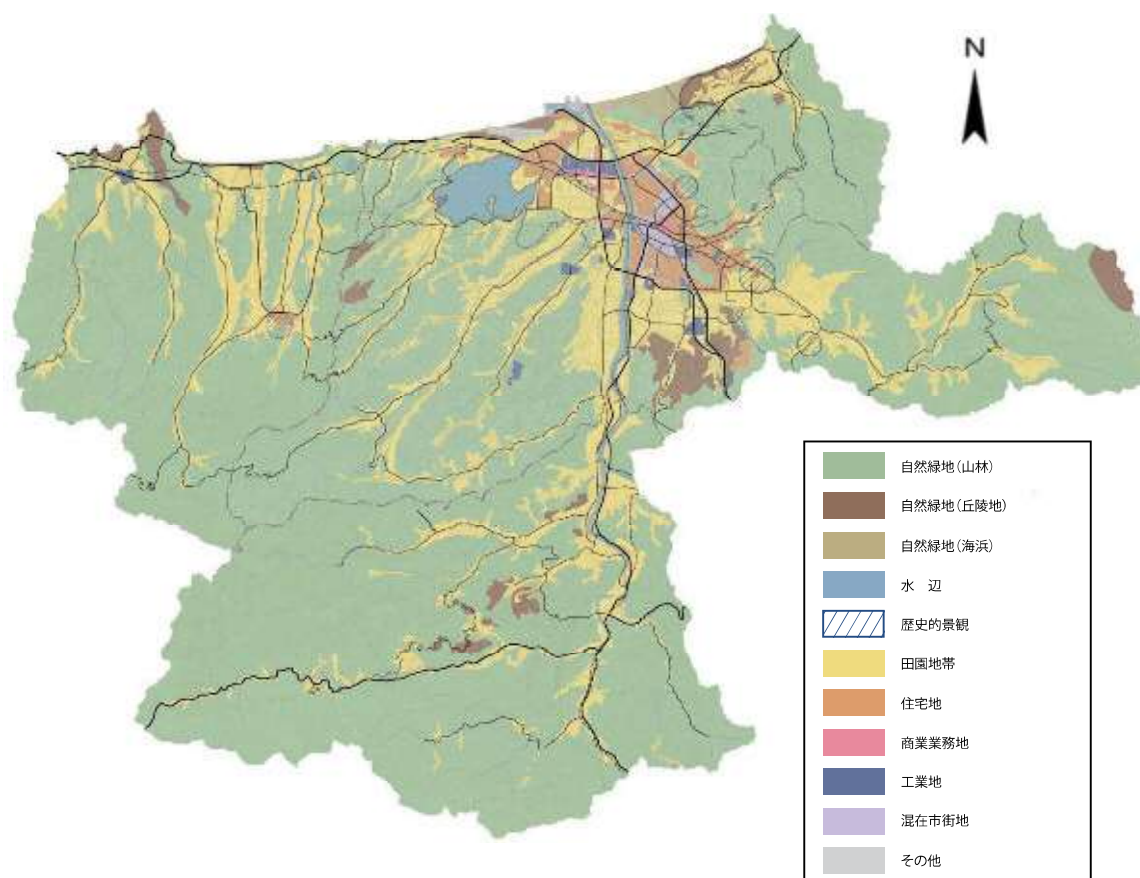 N
自然緑地(山林)
自然緑地(丘陵地)
自然緑地(海浜)
水　辺
歴史的景観
田園地帯
住宅地
商業業務地
工業地
混在市街地
その他